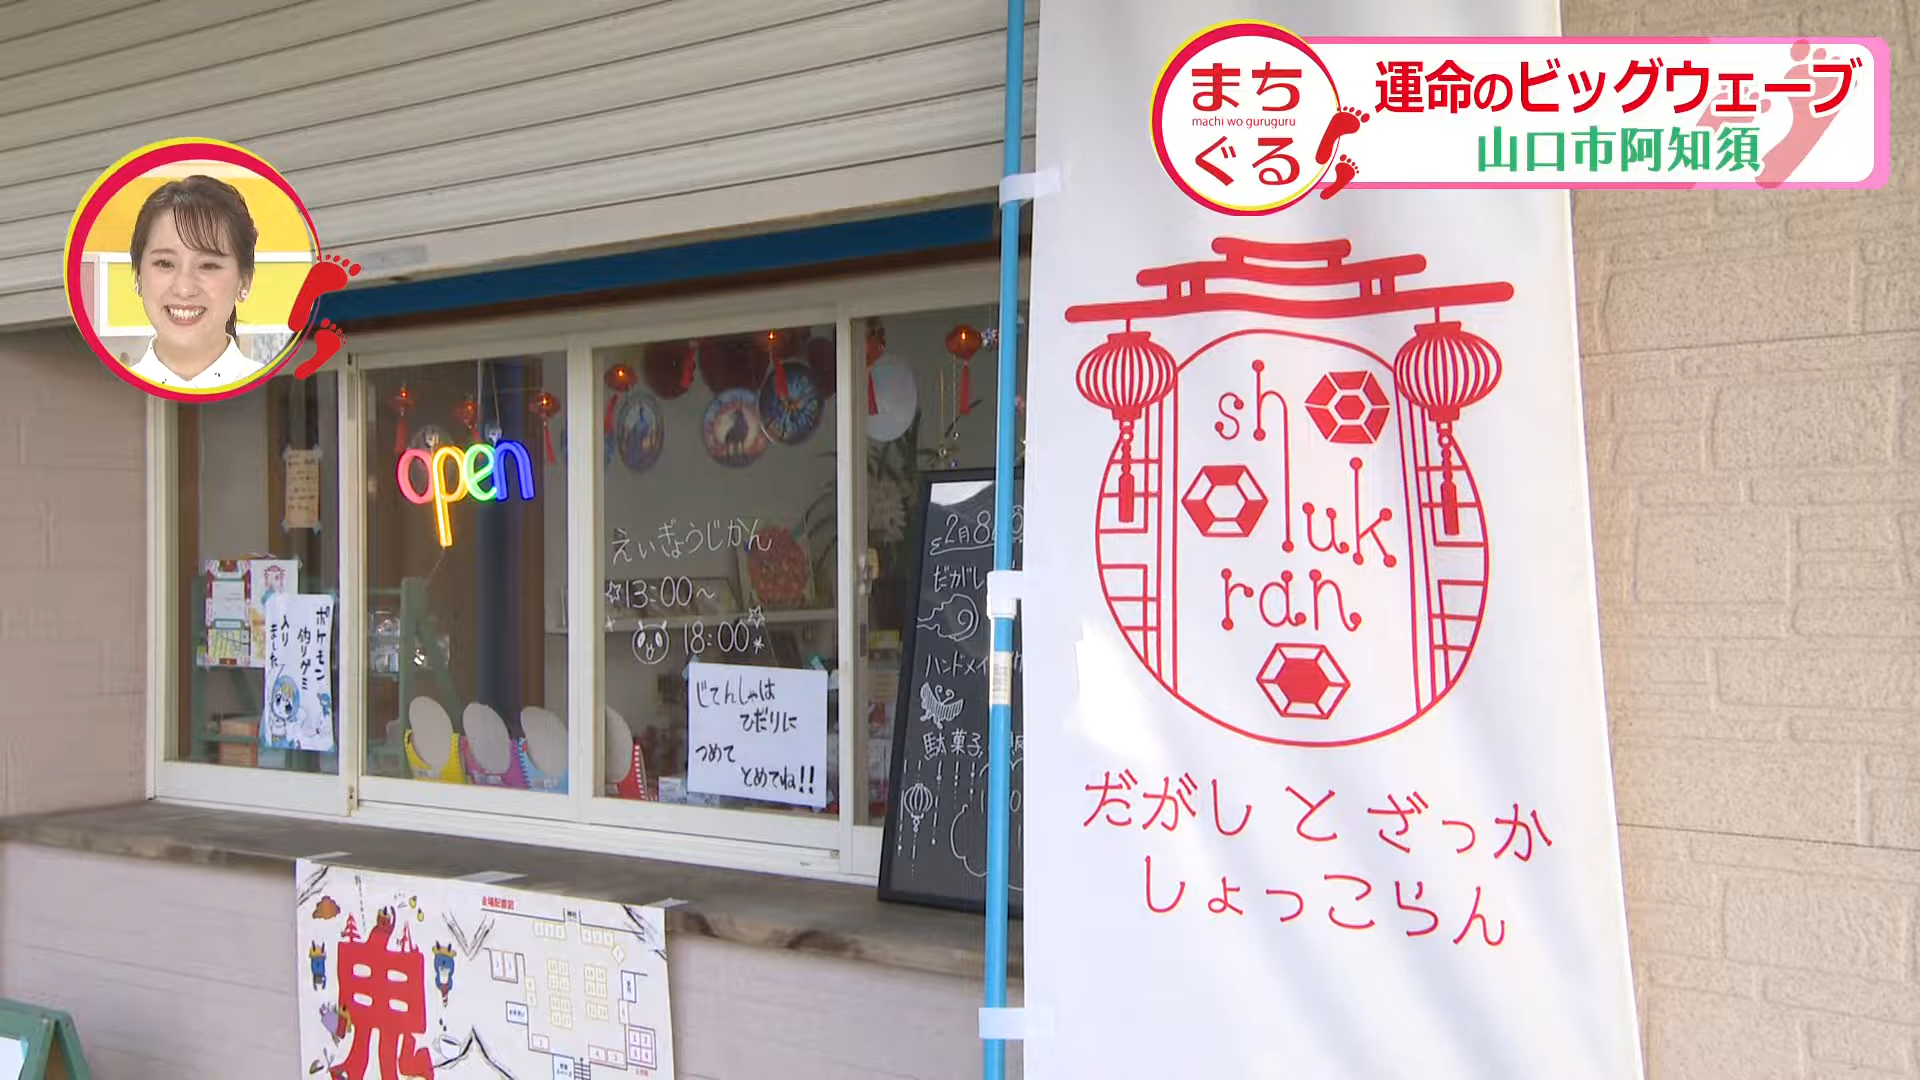 まち
machi wo guruguru
ぐる
運命のビッグウェーブ
山口市阿知須
open
えいぎょうじかん
13:00～
18:00
ポケモン
釣りグミ
入り
ました
じてんしゃは
ひだりに
つめて
とめてね!!
2月8
だがし
ハンドメイ
駄菓子
sh
luk
ran
だがし と ざっか
しょっこらん
会場配置図
鬼